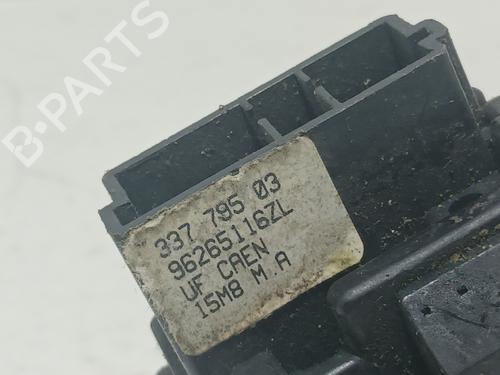 B-PARTS
337 795 03
96265116ZL
UF CAEN
15M8 M.A